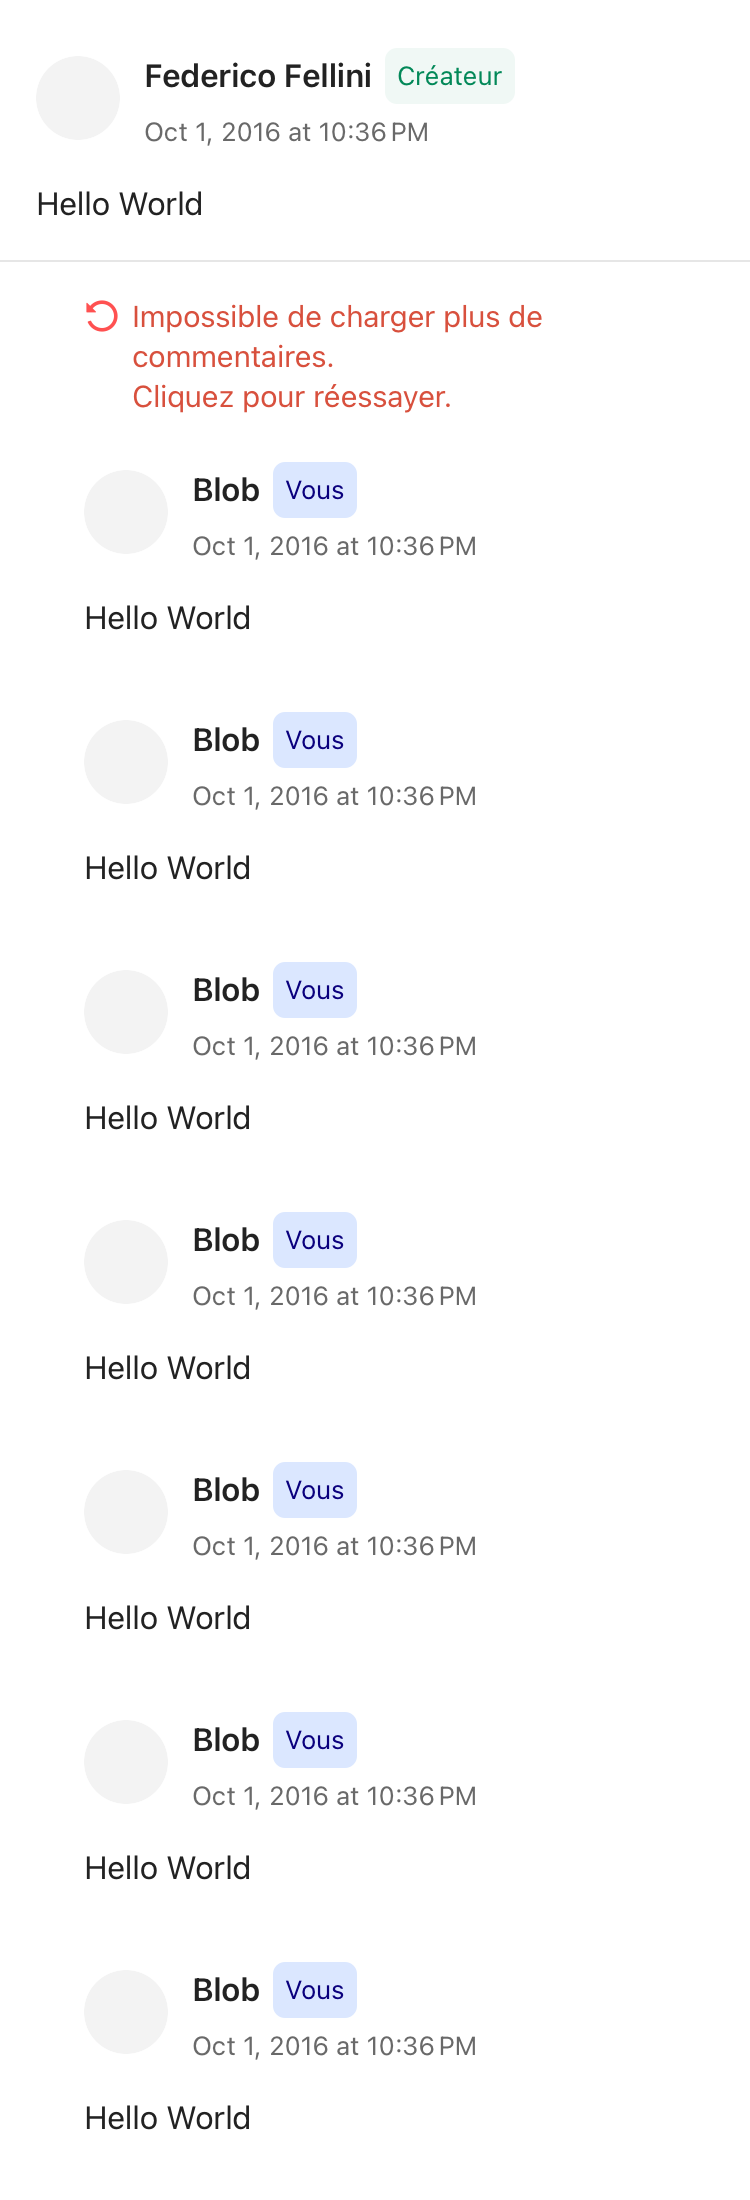 Federico Fellini Créateur
Oct 1, 2016 at 10:36 PM
Hello World
Impossible de charger plus de
commentaires.
Cliquez pour réessayer.
Blob Vous
Oct 1, 2016 at 10:36 PM
Hello World
Blob Vous
Oct 1, 2016 at 10:36 PM
Hello World
Blob Vous
Oct 1, 2016 at 10:36 PM
Hello World
Blob Vous
Oct 1, 2016 at 10:36 PM
Hello World
Blob Vous
Oct 1, 2016 at 10:36 PM
Hello World
Blob Vous
Oct 1, 2016 at 10:36 PM
Hello World
Blob Vous
Oct 1, 2016 at 10:36 PM
Hello World